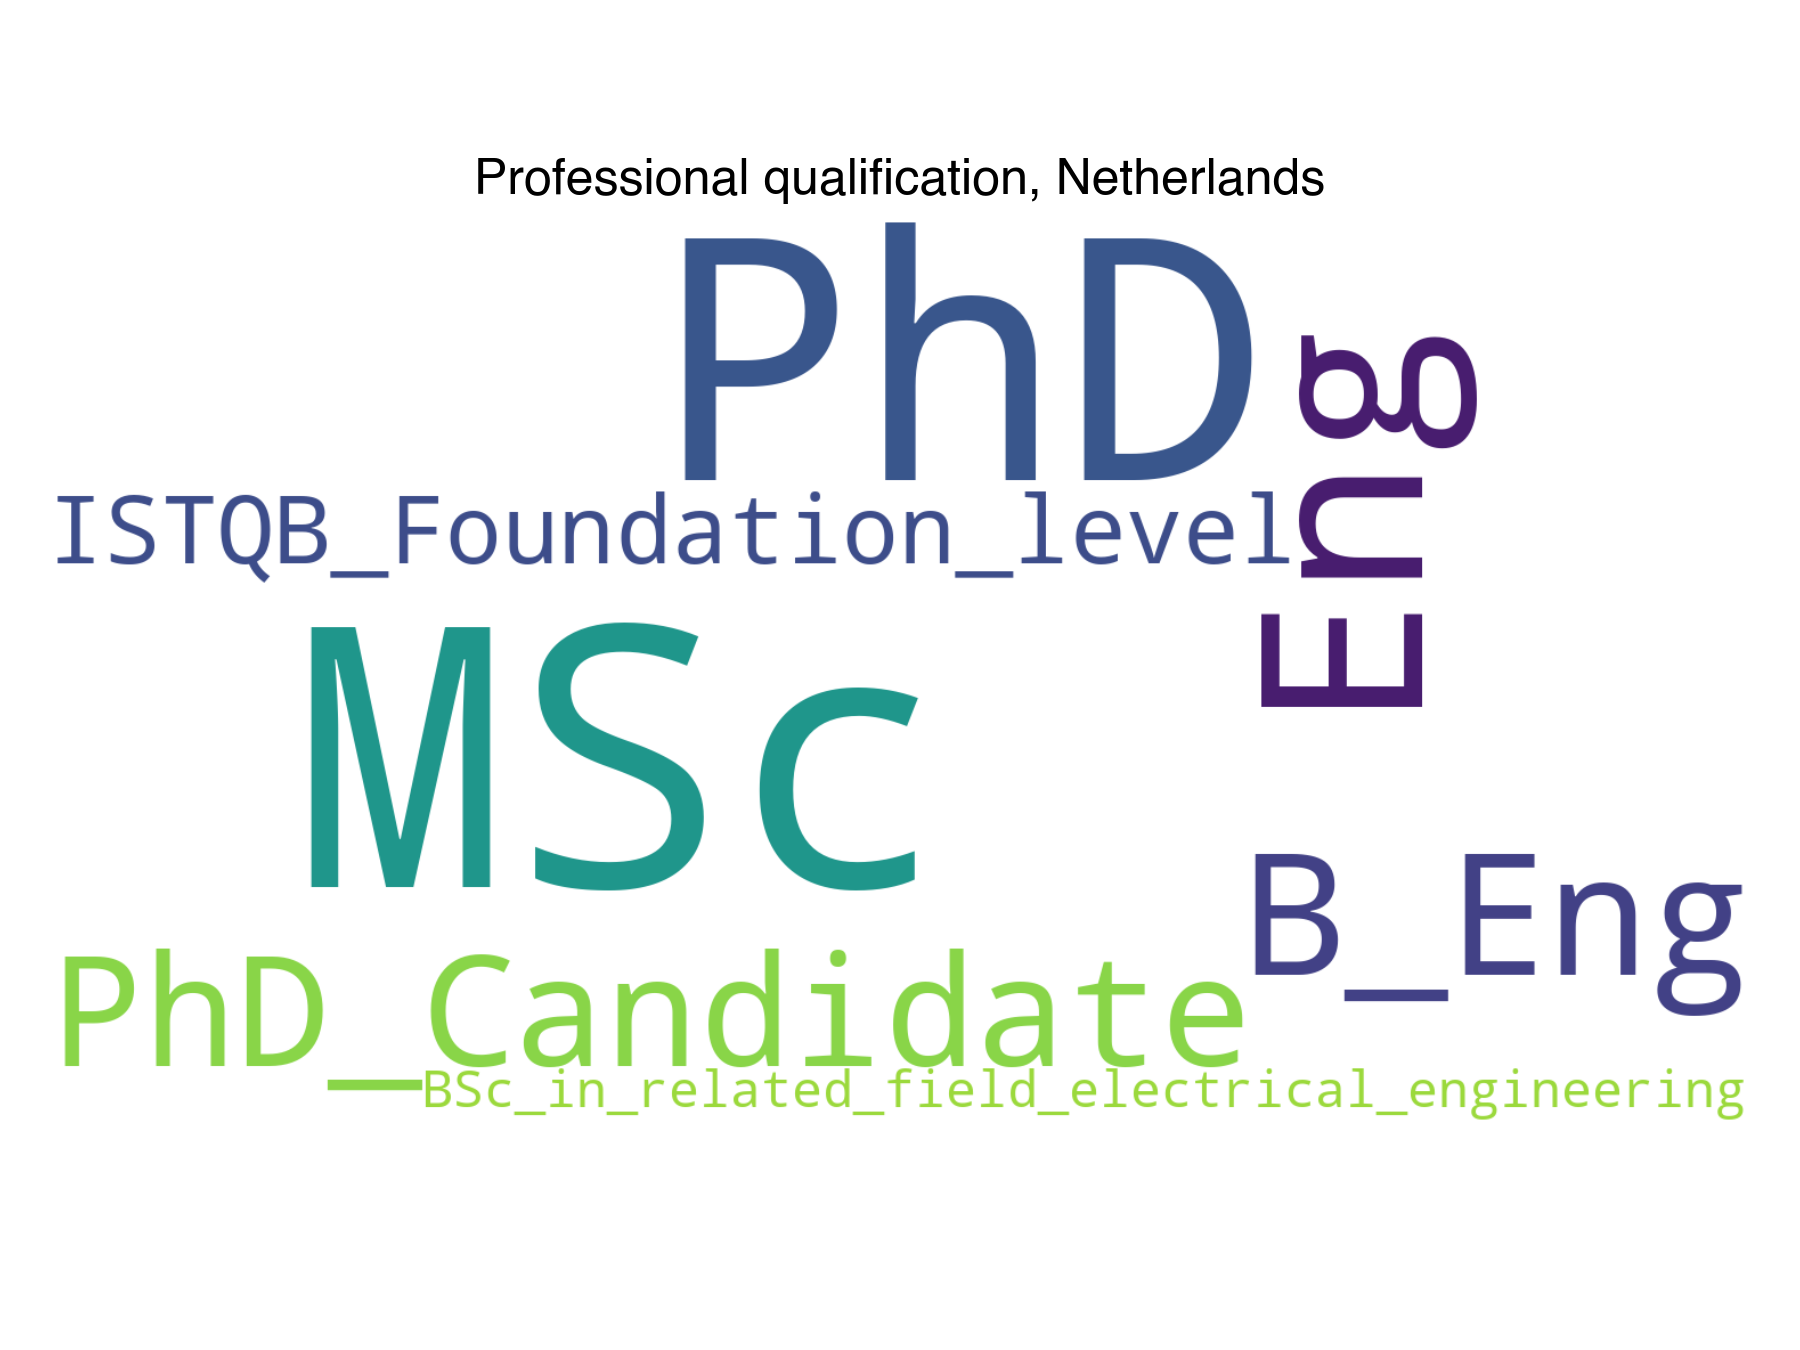 Professional qualification, Netherlands
PhD
Eng
ISTQB_Foundation_level
MSc
B_Eng
PhD_Candidate
BSc_in_related_field_electrical_engineering